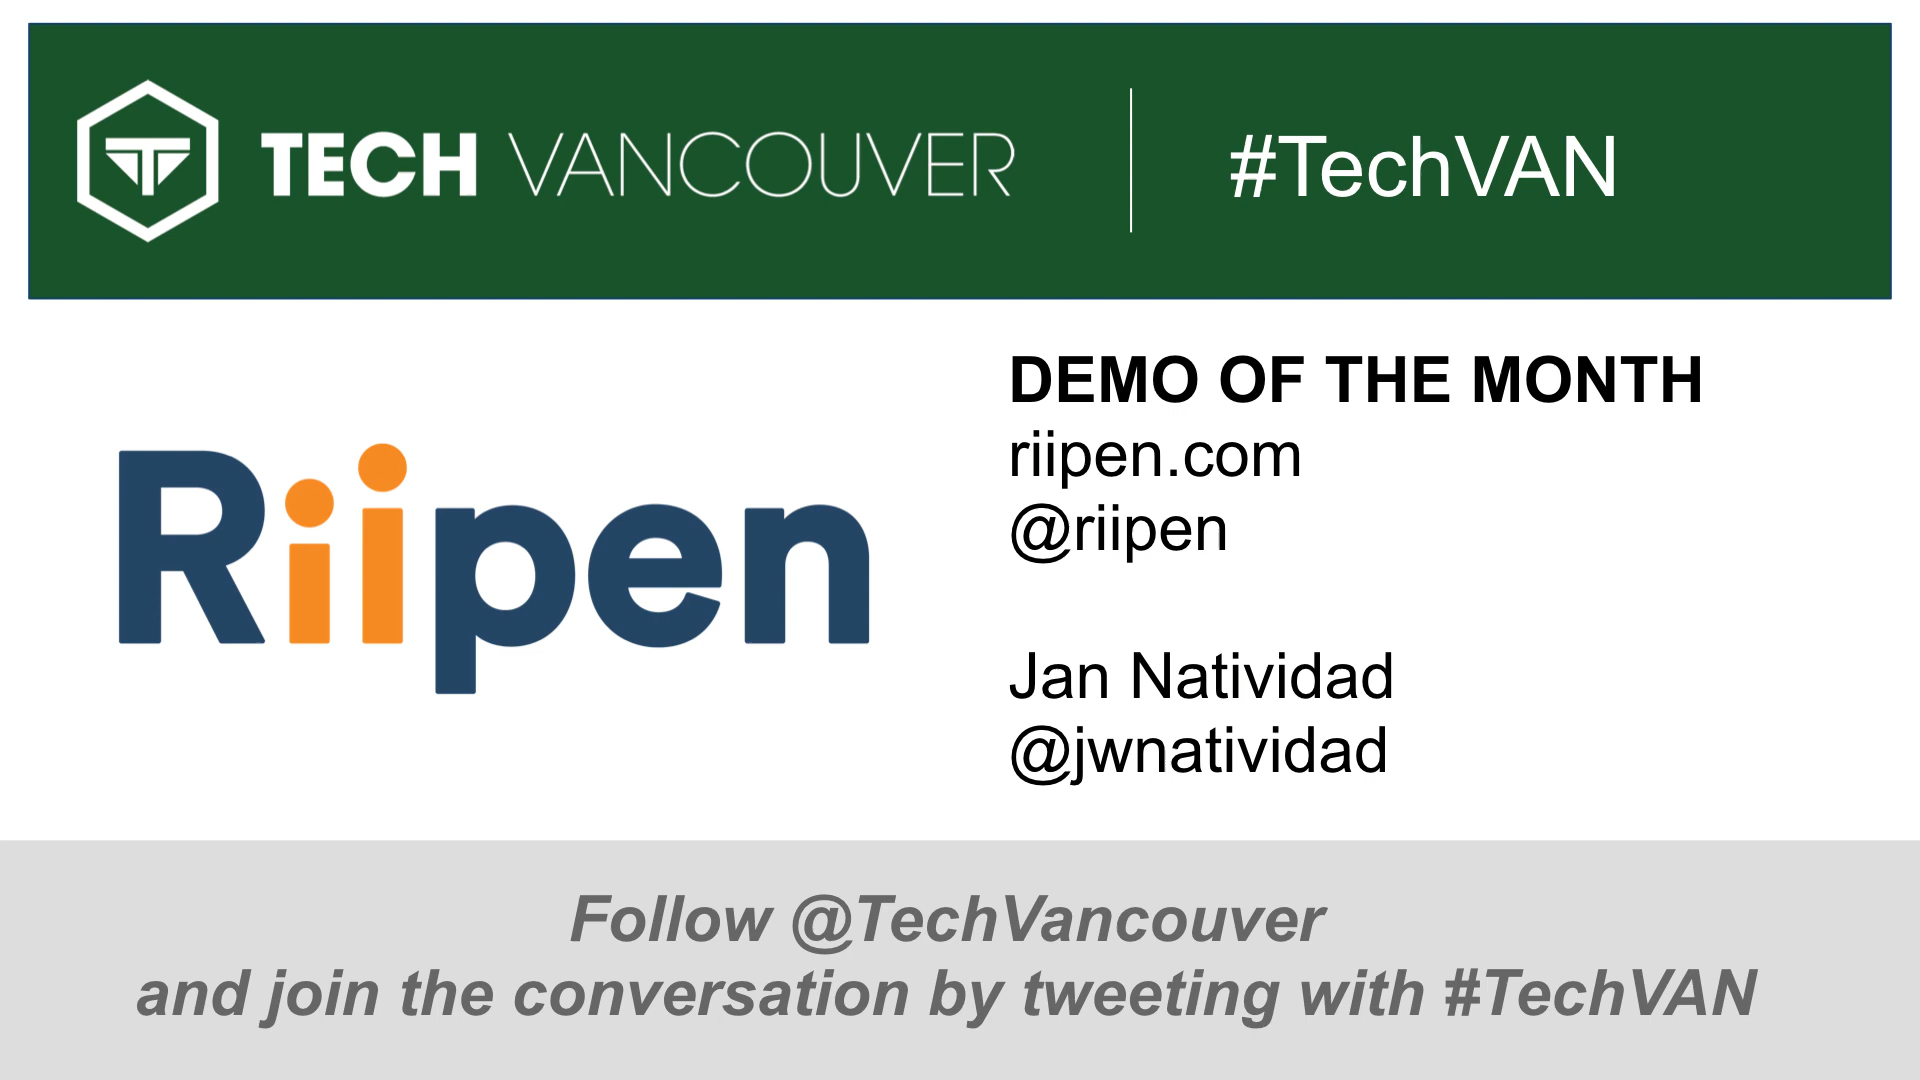 TECH VANCOUVER
#TechVAN
Riipen
DEMO OF THE MONTH
riipen.com
@riipen
Jan Natividad
@jwnatividad
Follow @TechVancouver
and join the conversation by tweeting with #TechVAN